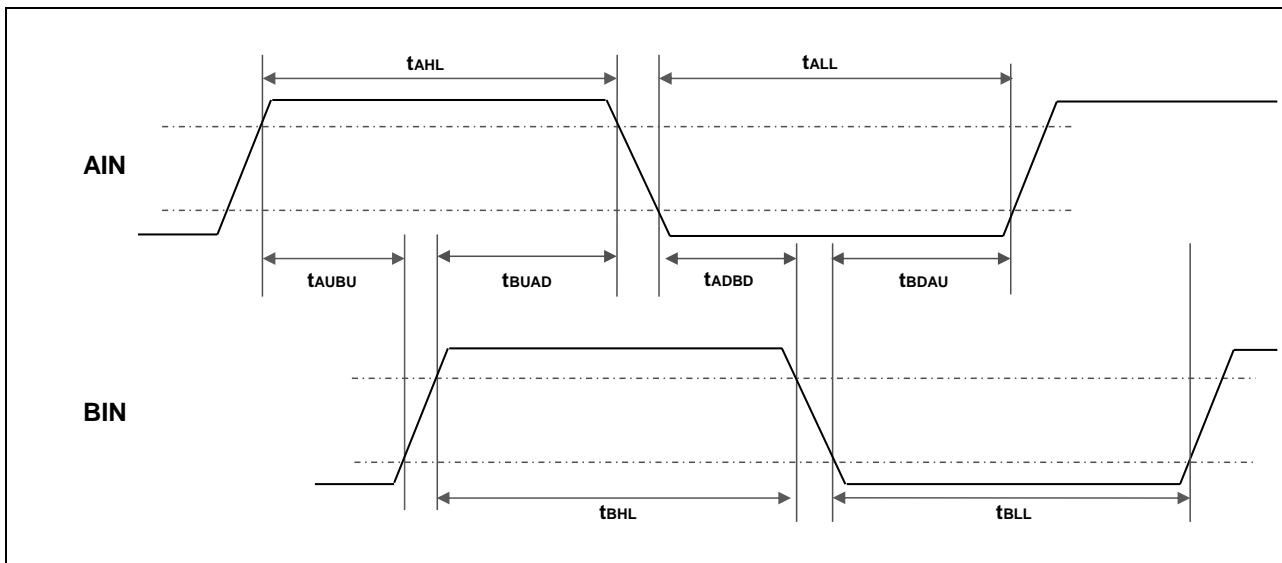 tAHL
tALL
AIN
tAUBU
tBUAD
tADBD
tBDAU
BIN
tBHL
tBLL